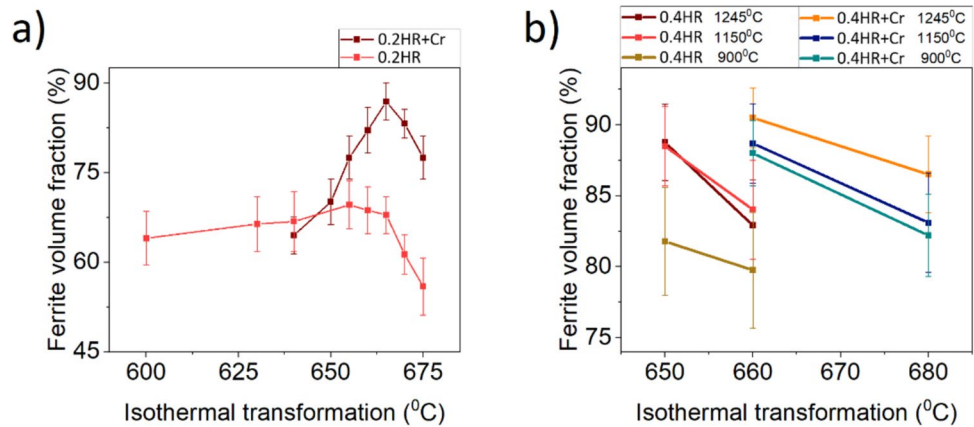 a)
0.2HR+Cr
0.2HR
Ferrite volume fraction (%)
90
75
60
45
600 625 650 675
Isothermal transformation (⁰C)
b)
0.4HR 1245⁰C 0.4HR+Cr 1245⁰C
0.4HR 1150⁰C 0.4HR+Cr 1150⁰C
0.4HR 900⁰C 0.4HR+Cr 900⁰C
Ferrite volume fraction (%)
90
85
80
75
650 660 670 680
Isothermal transformation (⁰C)